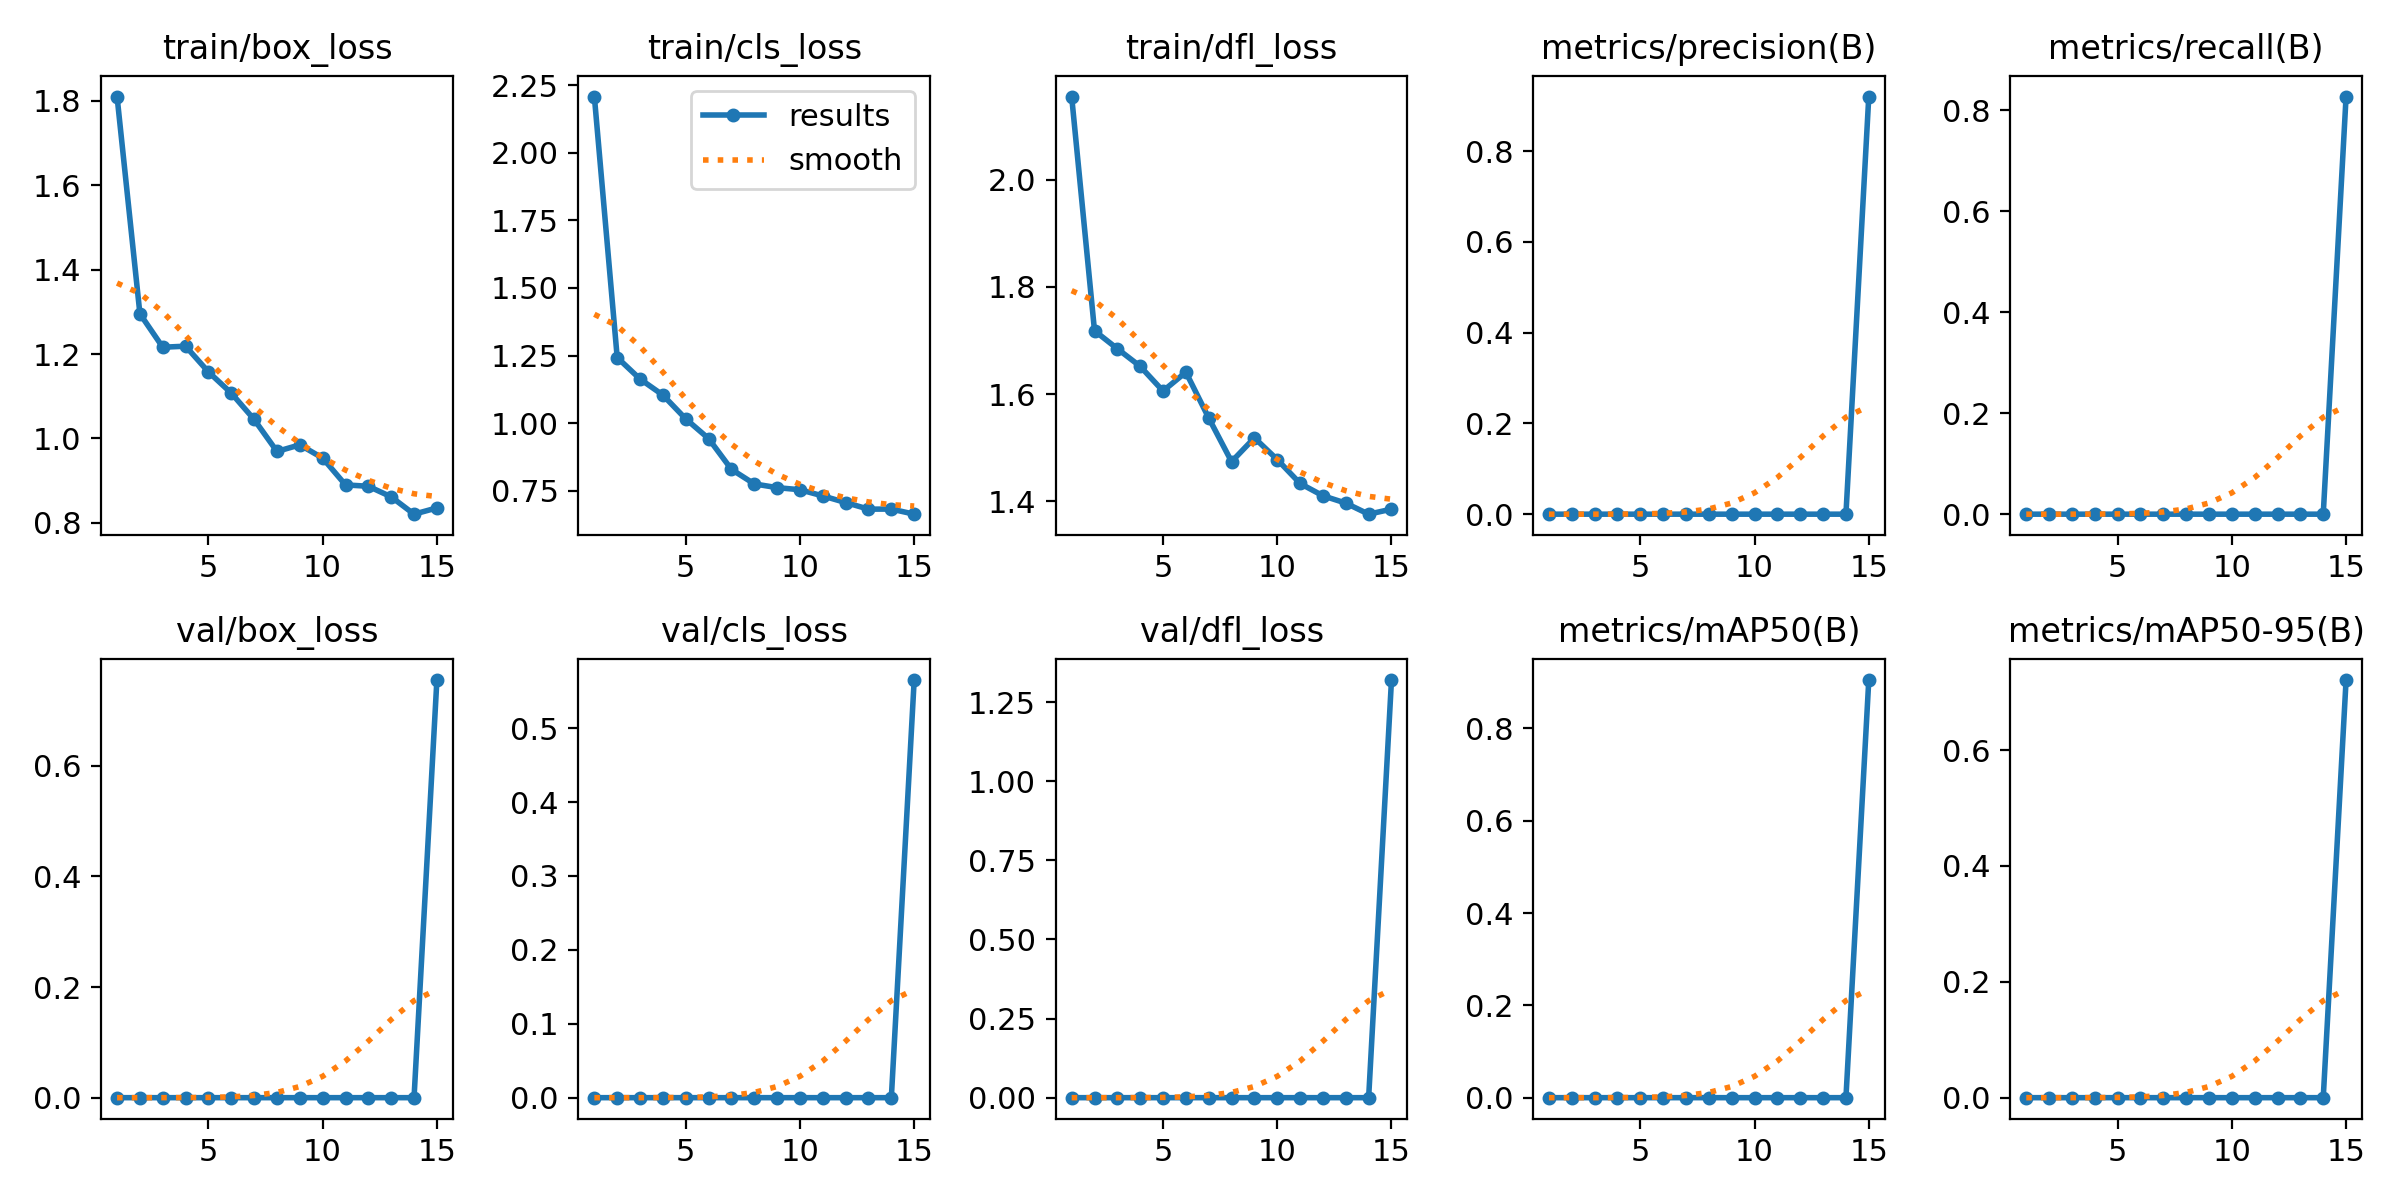 train/box_loss
1.8
1.6
1.4
1.2
1.0
0.8
5 10 15
train/cls_loss
2.25
2.00
1.75
1.50
1.25
1.00
0.75
5 10 15
results
smooth
train/dfl_loss
2.0
1.8
1.6
1.4
5 10 15
metrics/precision(B)
0.8
0.6
0.4
0.2
0.0
5 10 15
metrics/recall(B)
0.8
0.6
0.4
0.2
0.0
5 10 15
val/box_loss
0.6
0.4
0.2
0.0
5 10 15
val/cls_loss
0.5
0.4
0.3
0.2
0.1
0.0
5 10 15
val/dfl_loss
1.25
1.00
0.75
0.50
0.25
0.00
5 10 15
metrics/mAP50(B)
0.8
0.6
0.4
0.2
0.0
5 10 15
metrics/mAP50-95(B)
0.6
0.4
0.2
0.0
5 10 15